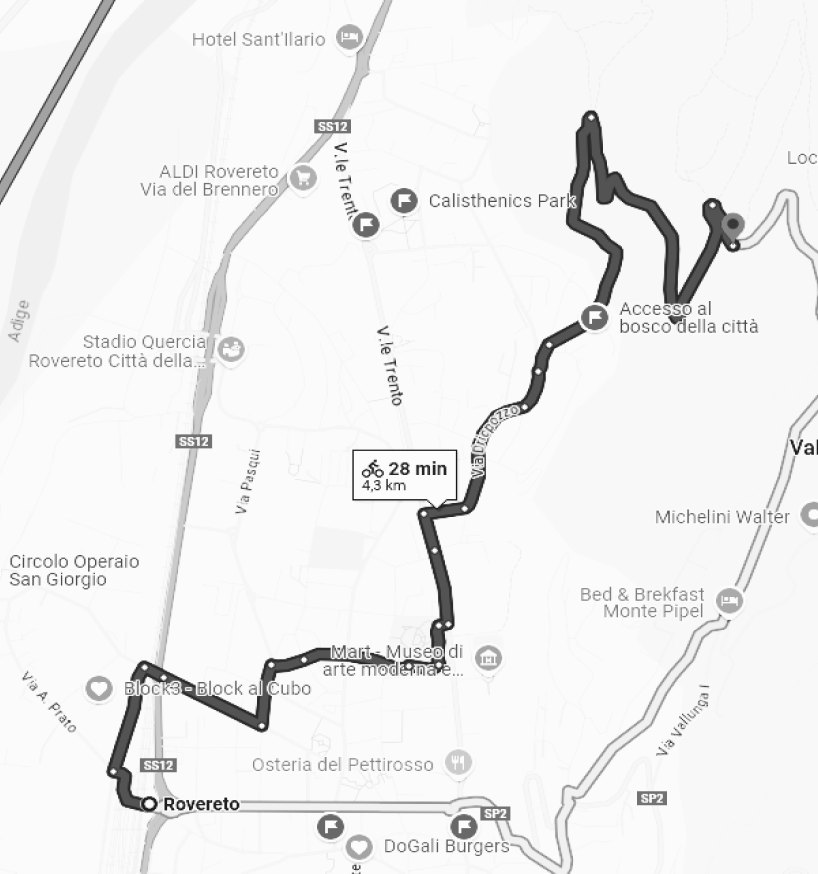 Hotel Sant'Ilario
SS12
ALDI Rovereto
Via del Brennero
V.le Trento
Calisthenics Park
Loc
Adige
Accesso al
bosco della città
Stadio Quercia
Rovereto Città della...
V.le Trento
SS12
Via Pasqui
28 min
4,3 km
Val
Michelini Walter
Circolo Operaio
San Giorgio
Bed & Brekfast
Monte Pipel
Mart - Museo di
arte moderna e...
Block3 - Block al Cubo
Via A. Prato
Via Vallunga I
SS12
Osteria del Pettirosso
Rovereto
SP2
SP2
DoGali Burgers